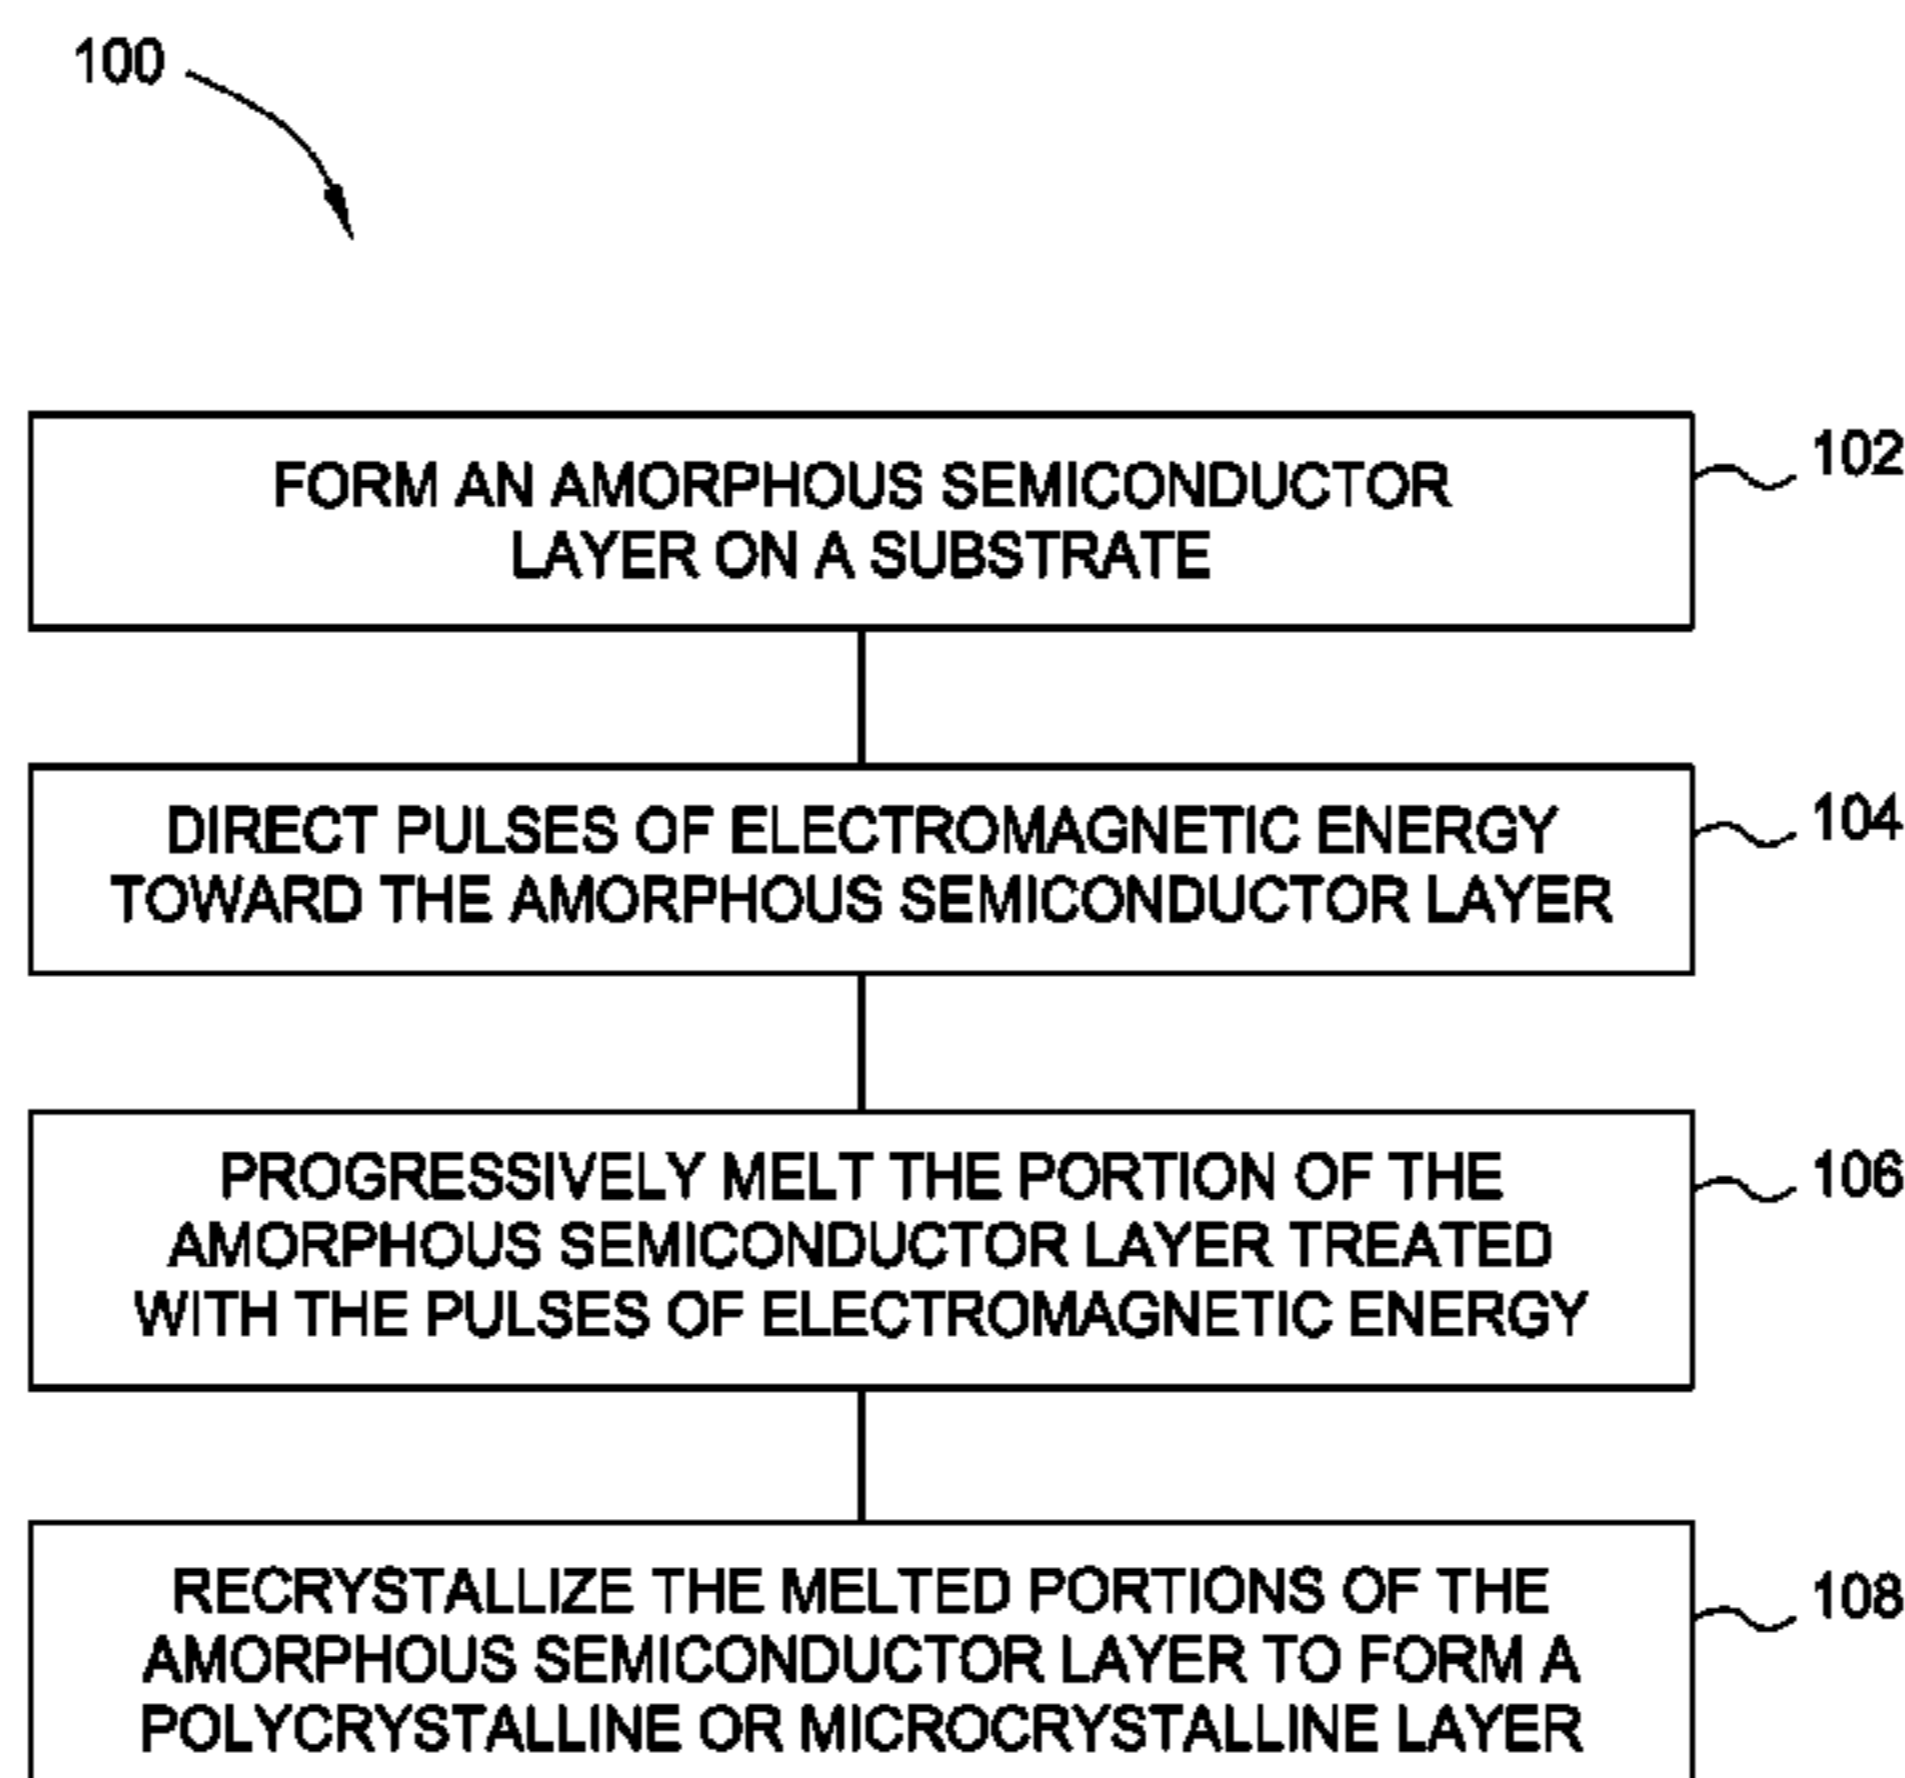 100
FORM AN AMORPHOUS SEMICONDUCTOR
LAYER ON A SUBSTRATE
102
DIRECT PULSES OF ELECTROMAGNETIC ENERGY
TOWARD THE AMORPHOUS SEMICONDUCTOR LAYER
104
PROGRESSIVELY MELT THE PORTION OF THE
AMORPHOUS SEMICONDUCTOR LAYER TREATED
WITH THE PULSES OF ELECTROMAGNETIC ENERGY
106
RECRYSTALLIZE THE MELTED PORTIONS OF THE
AMORPHOUS SEMICONDUCTOR LAYER TO FORM A
POLYCRYSTALLINE OR MICROCRYSTALLINE LAYER
108